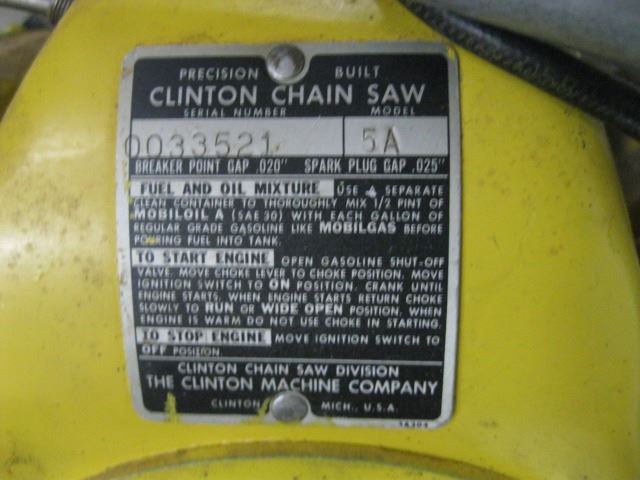 PRECISION BUILT
CLINTON CHAIN SAW
SERIAL NUMBER MODEL
0033521 5A
BREAKER POINT GAP .020" SPARK PLUG GAP .025"
FUEL AND OIL MIXTURE USE A SEPARATE
CLEAN CONTAINER TO THOROUGHLY MIX 1/2 PINT OF
MOBILOIL A (SAE 30) WITH EACH GALLON OF
REGULAR GRADE GASOLINE LIKE MOBILGAS BEFORE
POURING FUEL INTO TANK.
TO START ENGINE OPEN GASOLINE SHUT-OFF
VALVE. MOVE CHOKE LEVER TO CHOKE POSITION. MOVE
IGNITION SWITCH TO ON POSITION. CRANK UNTIL
ENGINE STARTS. WHEN ENGINE STARTS RETURN CHOKE
SLOWLY TO RUN OR WIDE OPEN POSITION. WHEN
ENGINE IS WARM DO NOT USE CHOKE IN STARTING.
TO STOP ENGINE MOVE IGNITION SWITCH TO
OFF POSITION.
CLINTON CHAIN SAW DIVISION
THE CLINTON MACHINE COMPANY
CLINTON MICH., U.S.A.